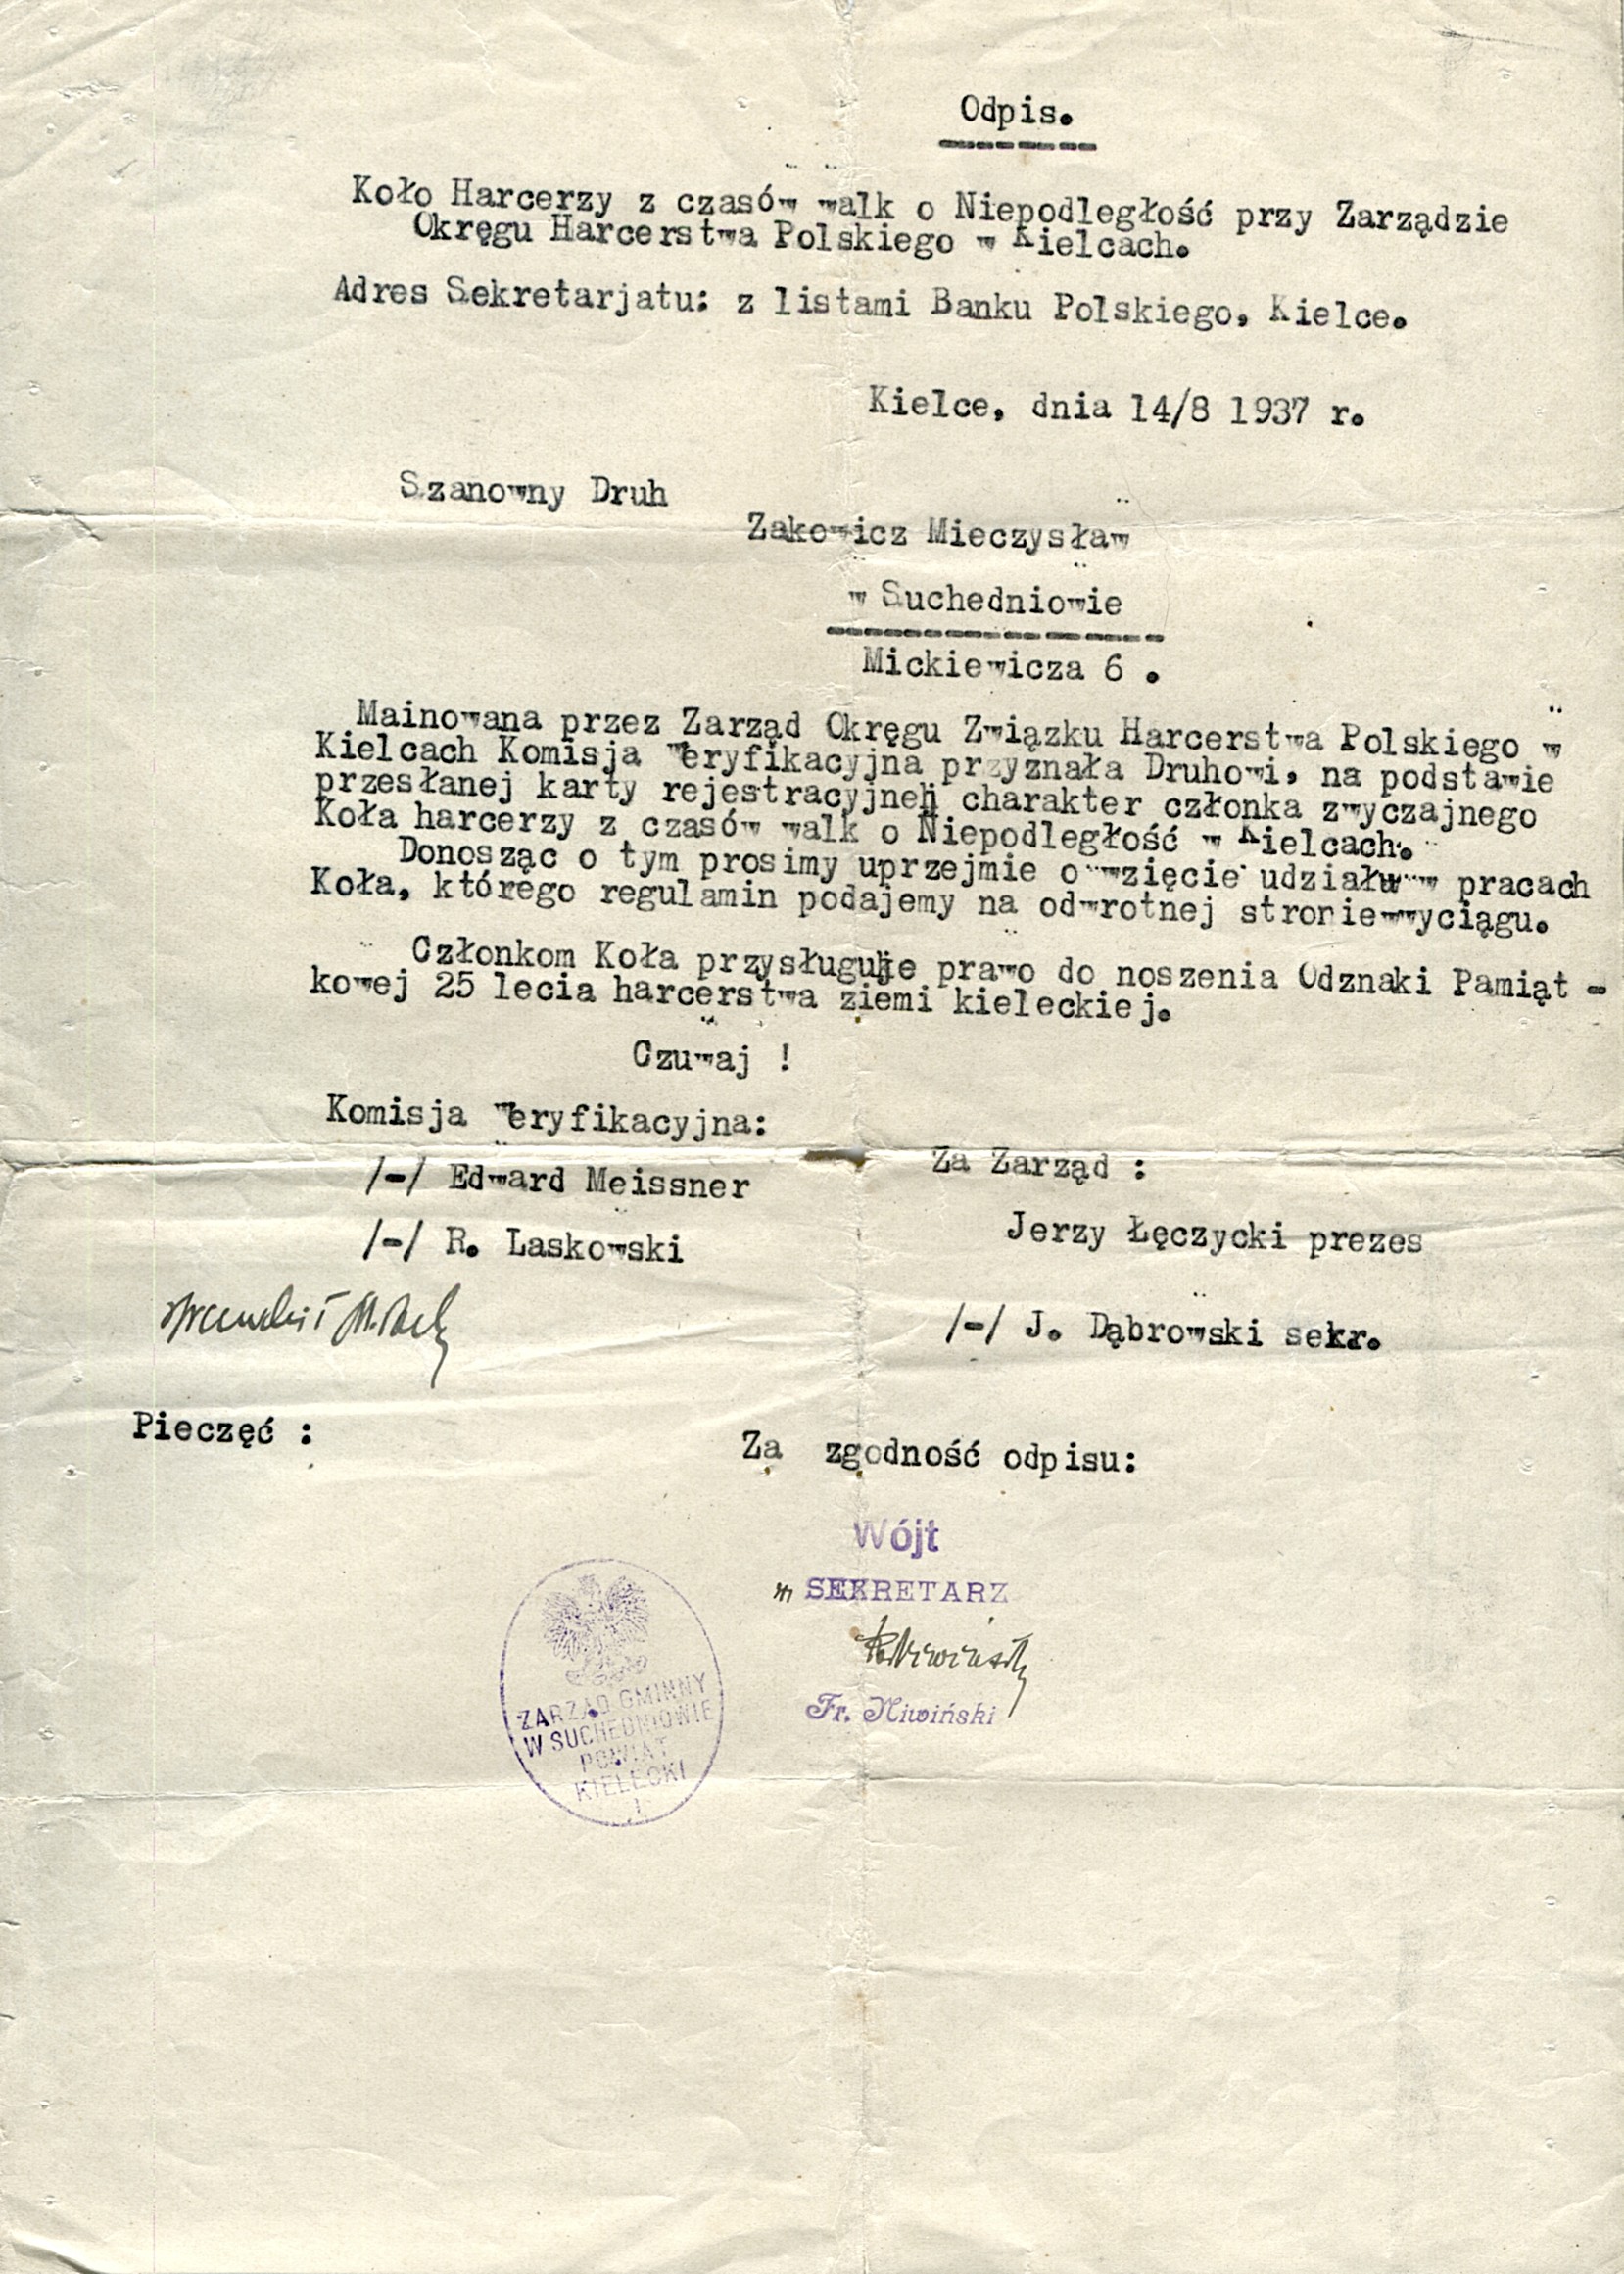 Odpis.
Koło Harcerzy z czasów walk o Niepodległość przy Zarządzie
Okręgu Harcerstwa Polskiego w Kielcach.
Adres Sekretarjatu: z listami Banku Polskiego, Kielce.
Kielce, dnia 14/8 1937 r.
Szanowny Druh
Zakowicz Mieczysław
w Suchedniowie
Mickiewicza 6 .
Mainowana przez Zarząd Okręgu Związku Harcerstwa Polskiego w
Kielcach Komisja Weryfikacyjna przyznała Druhowi, na podstawie
przesłanej karty rejestracyjnej charakter członka zwyczajnego
Koła harcerzy z czasów walk o Niepodległość w Kielcach.
Donosząc o tym prosimy uprzejmie o wzięcie udziału w pracach
Koła, którego regulamin podajemy na odwrotnej stronie wyciągu.
Członkom Koła przysługuje prawo do noszenia Odznaki Pamiąt -
kowej 25 lecia harcerstwa ziemi kieleckiej.
Czuwaj !
Komisja Weryfikacyjna:
/-/ Edward Meissner
/-/ R. Laskowski
Za Zarząd :
Jerzy Łęczycki prezes
/-/ J. Dąbrowski sekr.
Pieczęć :
Za zgodność odpisu:
Wójt
SEKRETARZ
Fr. Niwiński
ZARZĄD GMINNY
W SUCHEDNIOWIE
POWIAT
KIELECKI
1